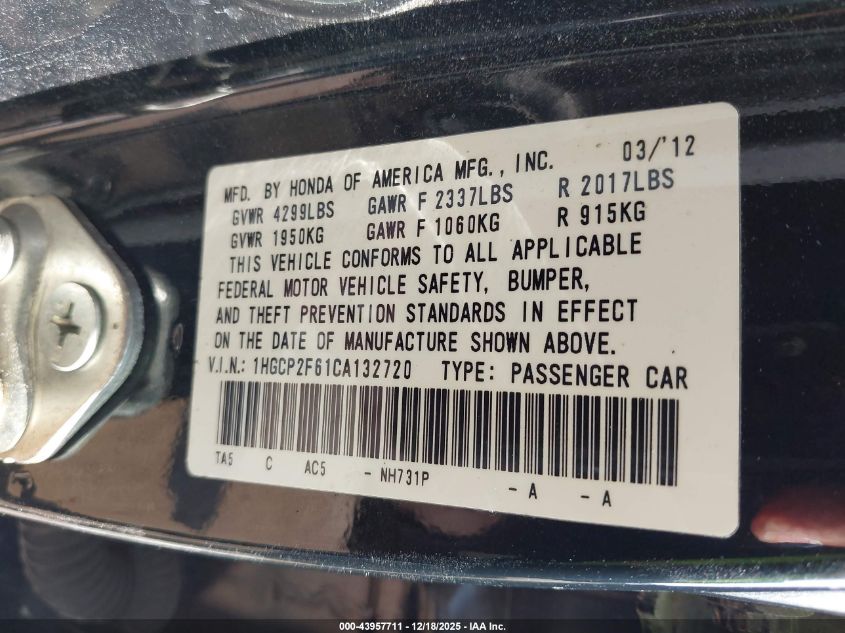 MFD. BY HONDA OF AMERICA MFG., INC. 03/'12
GVWR 4299LBS GAWR F 2337LBS R 2017LBS
GVWR 1950KG GAWR F 1060KG R 915KG
THIS VEHICLE CONFORMS TO ALL APPLICABLE
FEDERAL MOTOR VEHICLE SAFETY, BUMPER,
AND THEFT PREVENTION STANDARDS IN EFFECT
ON THE DATE OF MANUFACTURE SHOWN ABOVE.
V.I.N.: 1HGCP2F61CA132720 TYPE: PASSENGER CAR
TA5 C AC5 - NH731P - A - A
000-43957711 - 12/18/2025 - IAA Inc.